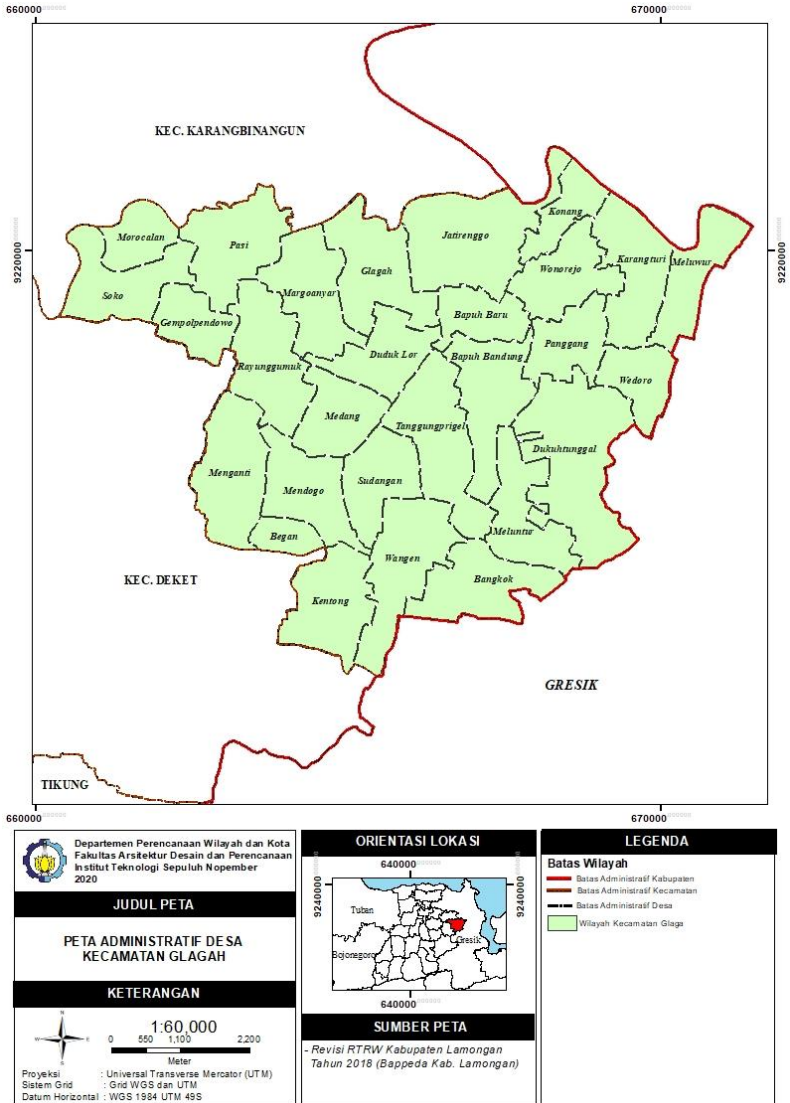 660000
670000
KEC. KARANGBINANGUN
9220000
9220000
Konang
Morocalan
Pasi
Jatirenggo
Glagah
Wonorejo
Karangturi
Meluwur
Soko
Margoanyar
Gempolpendowo
Bapuh Baru
Rayunggumuk
Duduk Lor
Bapuh Bandung
Panggang
Wedoro
Medang
Tanggungprigel
Dukuhtunggal
Menganti
Mendogo
Sudangan
Began
Meluntur
Wangen
KEC. DEKET
Bangkok
Kentong
GRESIK
TIKUNG
660000
670000
Departemen Perencanaan Wilayah dan Kota
Fakultas Arsitektur Desain dan Perencanaan
Institut Teknologi Sepuluh Nopember
2020
JUDUL PETA
PETA ADMINISTRATIF DESA
KECAMATAN GLAGAH
KETERANGAN
N
W E
S
1:60,000
0 550 1,100 2,200
Meter
Proyeksi : Universal Transverse Mercator (UTM)
Sistem Grid : Grid WGS dan UTM
Datum Horizontal : WGS 1984 UTM 49S
ORIENTASI LOKASI
640000
9240000
9240000
Tuban
Gresik
Bojonegoro
640000
SUMBER PETA
- Revisi RTRW Kabupaten Lamongan
Tahun 2018 (Bappeda Kab. Lamongan)
LEGENDA
Batas Wilayah
Batas Administratif Kabupaten
Batas Administratif Kecamatan
Batas Administratif Desa
Wilayah Kecamatan Glaga